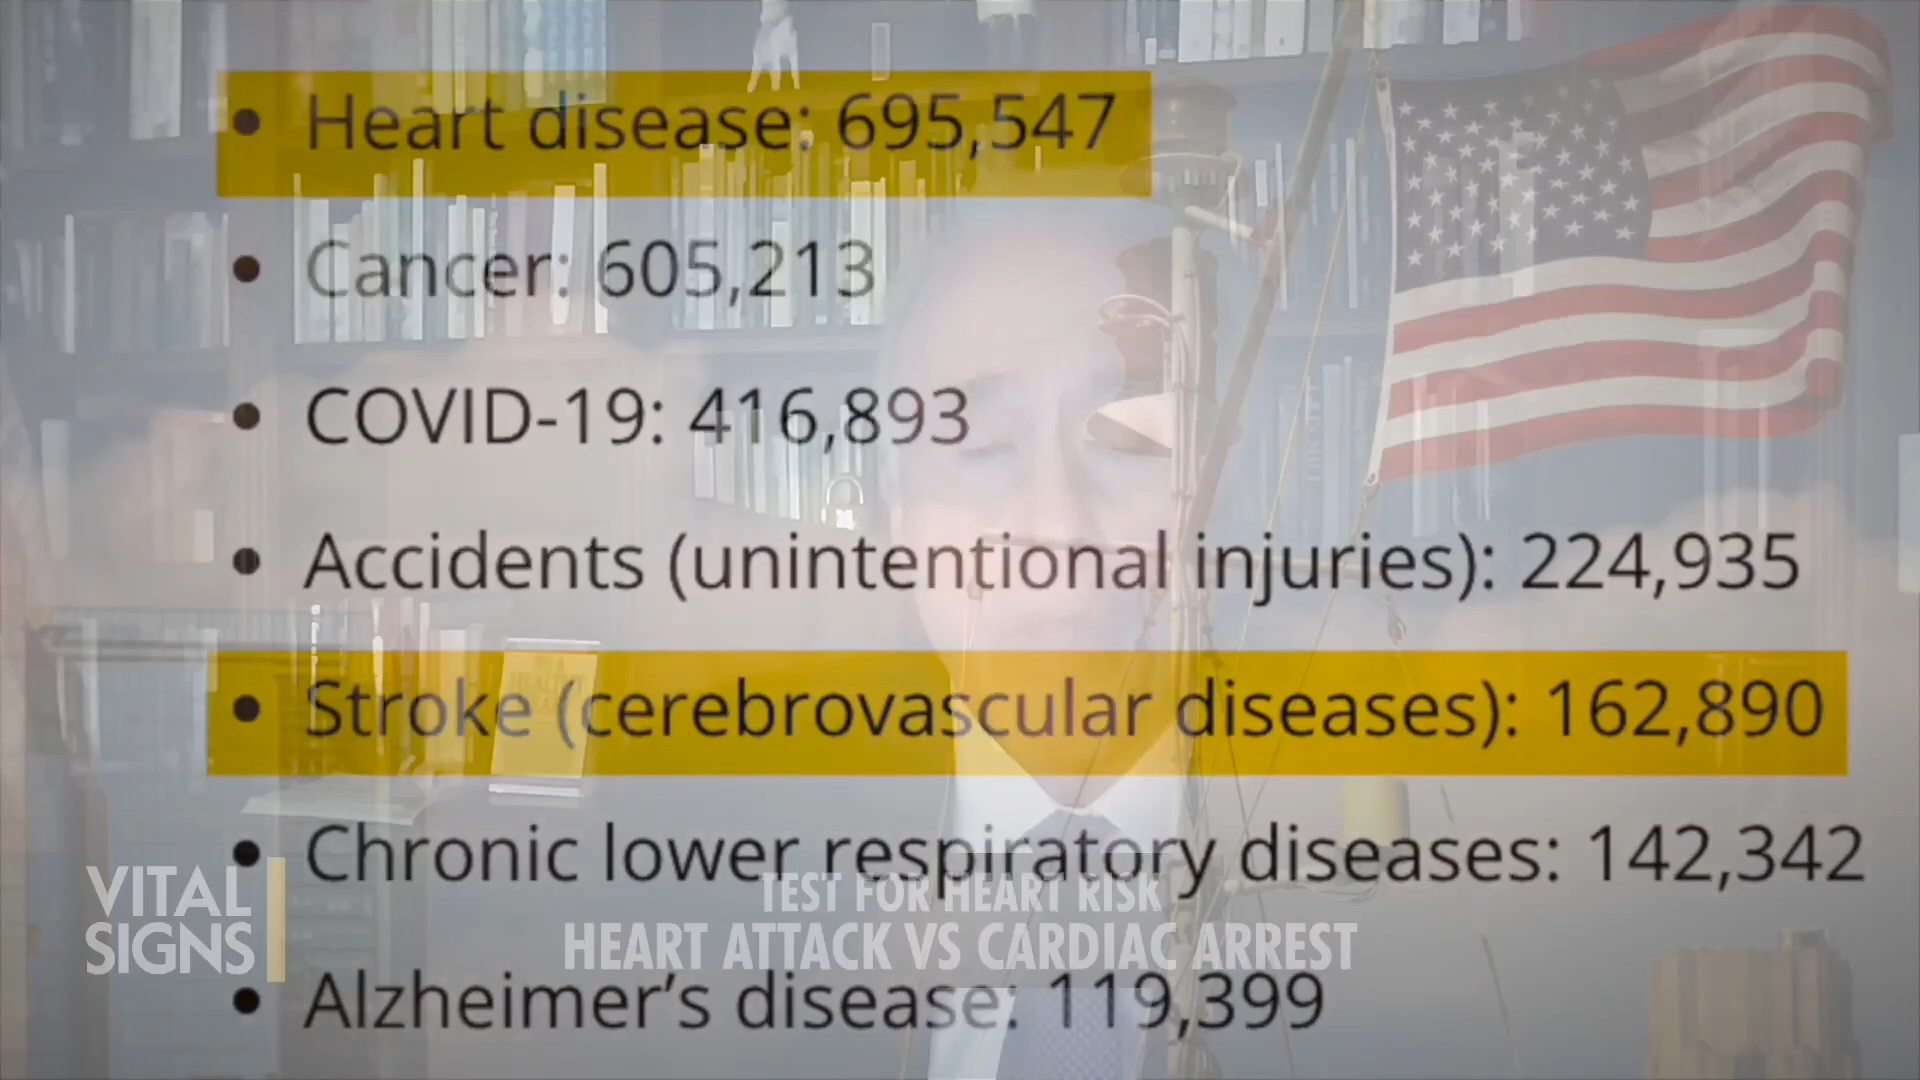 • Heart disease: 695,547
• Cancer: 605,213
• COVID-19: 416,893
• Accidents (unintentional injuries): 224,935
• Stroke (cerebrovascular diseases): 162,890
• Chronic lower respiratory diseases: 142,342
• Alzheimer’s disease: 119,399
VITAL
SIGNS
TEST FOR HEART RISK
HEART ATTACK VS CARDIAC ARREST